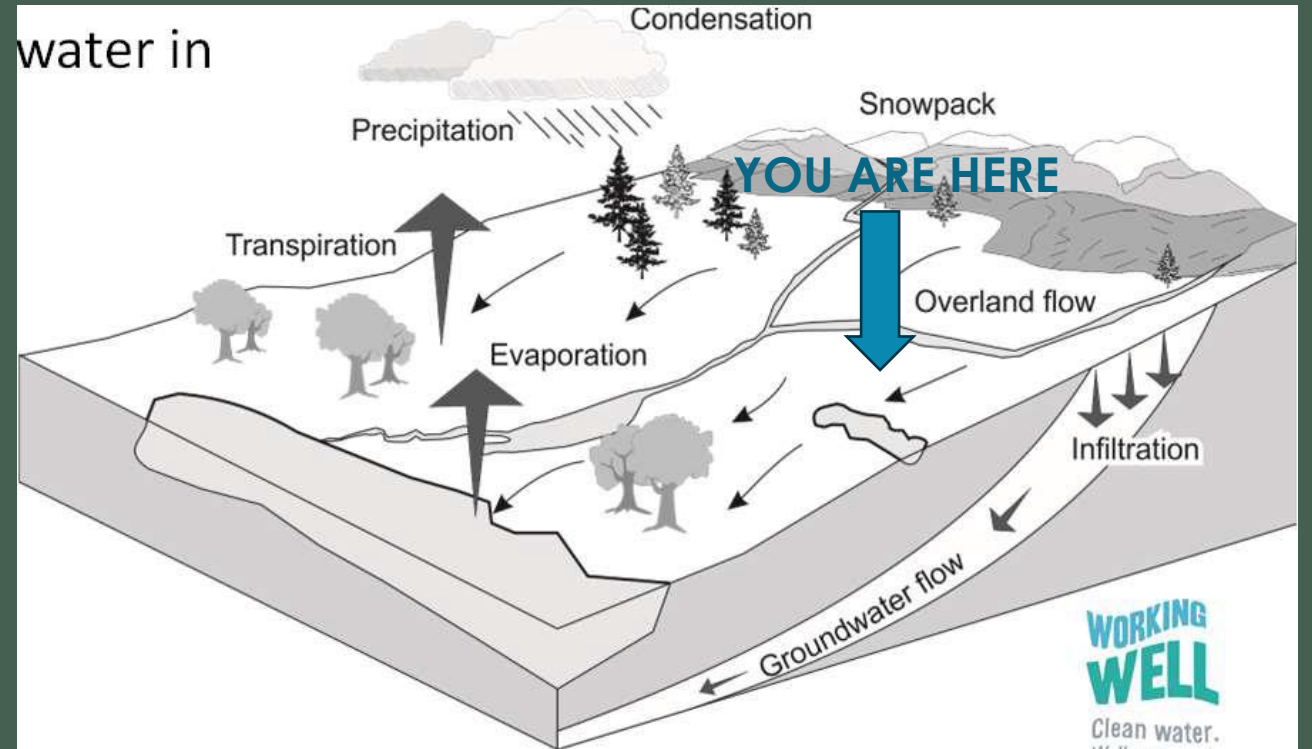 Condensation
water in
Snowpack
Precipitation
YOU ARE HERE
Transpiration
Overland flow
Evaporation
Infiltration
Groundwater flow
WORKING
WELL
Clean water.